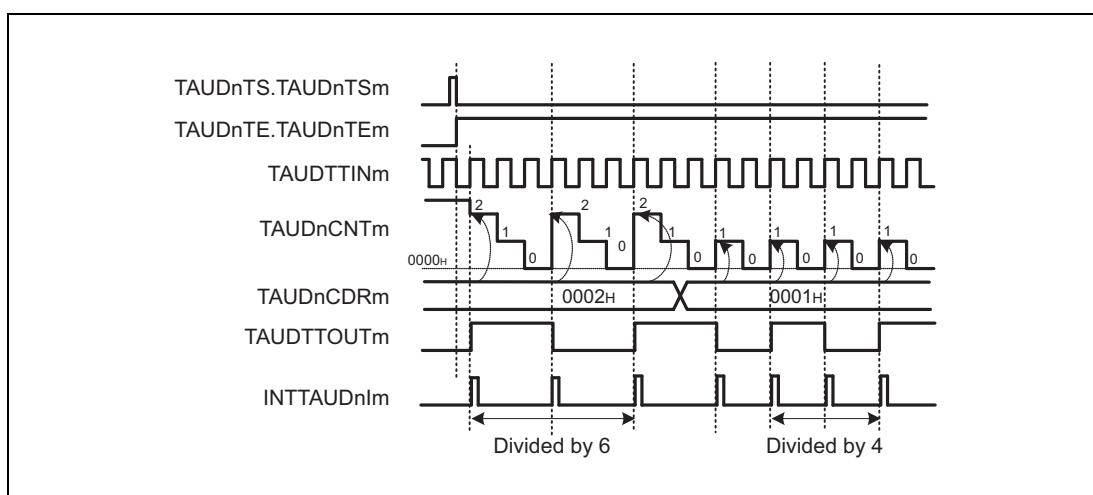 TAUDnTS.TAUDnTSm
TAUDnTE.TAUDnTEm
TAUDTTINm
TAUDnCNTm
2 1 0 2 1 0 2 1 0 1 0 1 0 1 0 1 0
0000H
TAUDnCDRm
0002H 0001H
TAUDTTOUTm
INTTAUDnIm
Divided by 6 Divided by 4